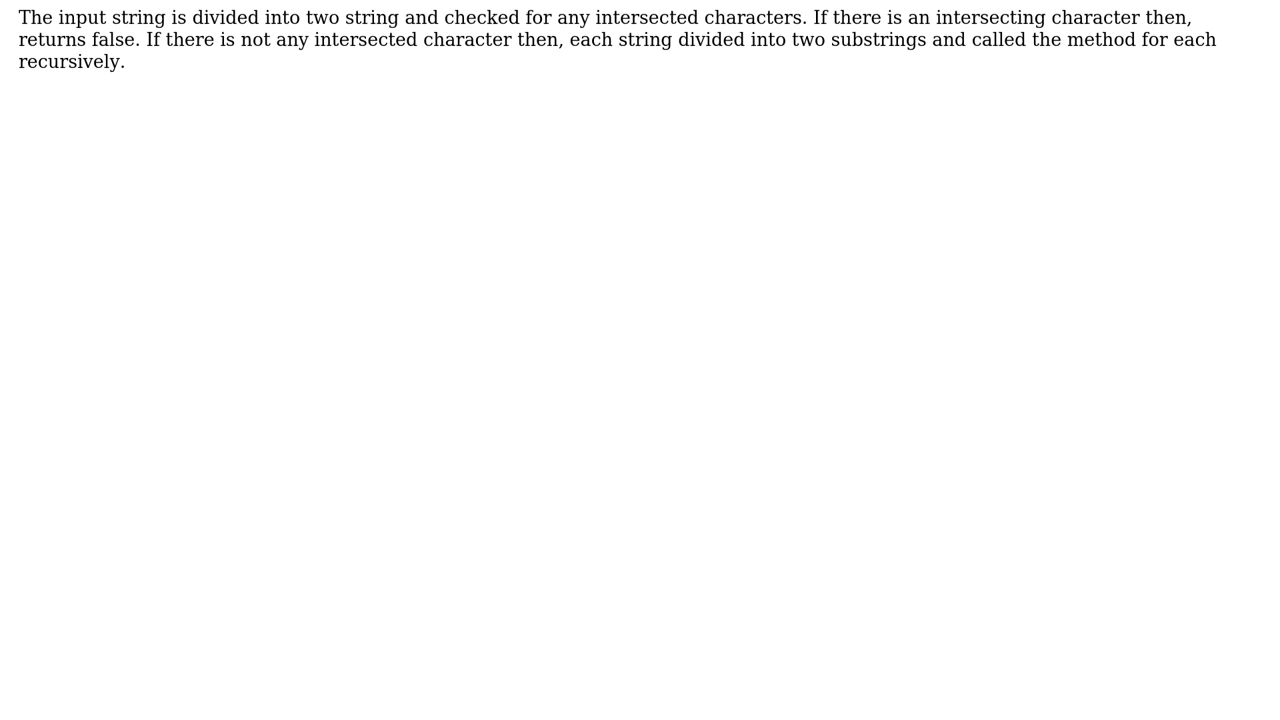 The input string is divided into two string and checked for any intersected characters. If there is an intersecting character then,
returns false. If there is not any intersected character then, each string divided into two substrings and called the method for each
recursively.